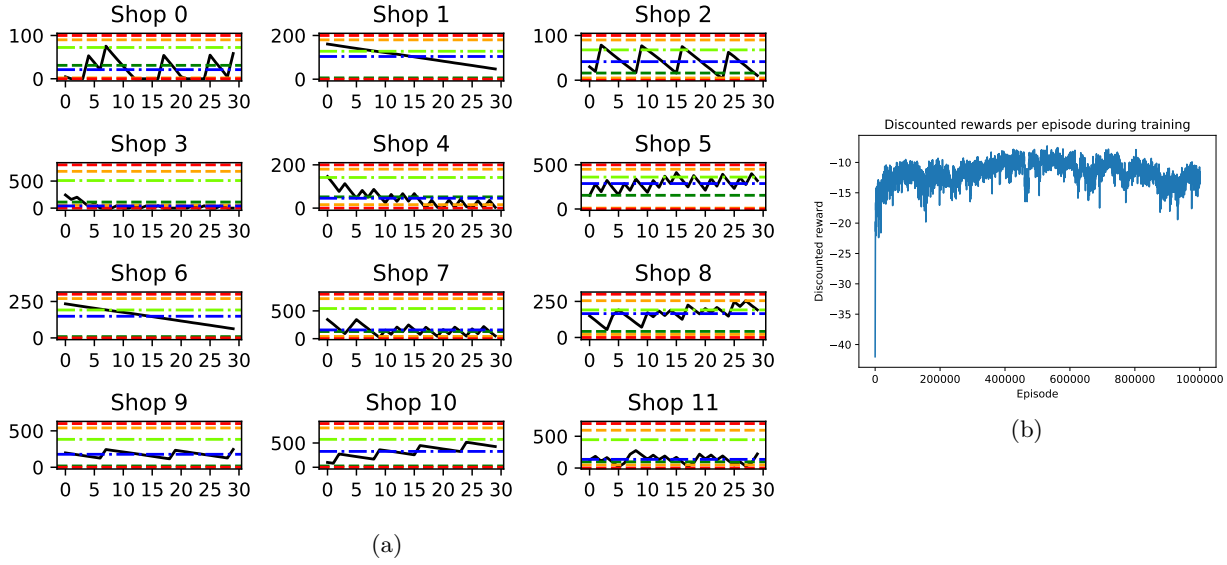 Shop 0
Shop 1
Shop 2
100
0
0 5 10 15 20 25 30
200
100
0
0 5 10 15 20 25 30
100
50
0
0 5 10 15 20 25 30
Shop 3
Shop 4
Shop 5
500
0
0 5 10 15 20 25 30
200
0
0 5 10 15 20 25 30
500
250
0
0 5 10 15 20 25 30
Shop 6
Shop 7
Shop 8
250
0
0 5 10 15 20 25 30
500
0
0 5 10 15 20 25 30
250
0
0 5 10 15 20 25 30
Shop 9
Shop 10
Shop 11
500
0
0 5 10 15 20 25 30
500
0
0 5 10 15 20 25 30
500
0
0 5 10 15 20 25 30
(a)
Discounted rewards per episode during training
Discounted reward
−10
−15
−20
−25
−30
−35
−40
0 200000 400000 600000 800000 1000000
Episode
(b)